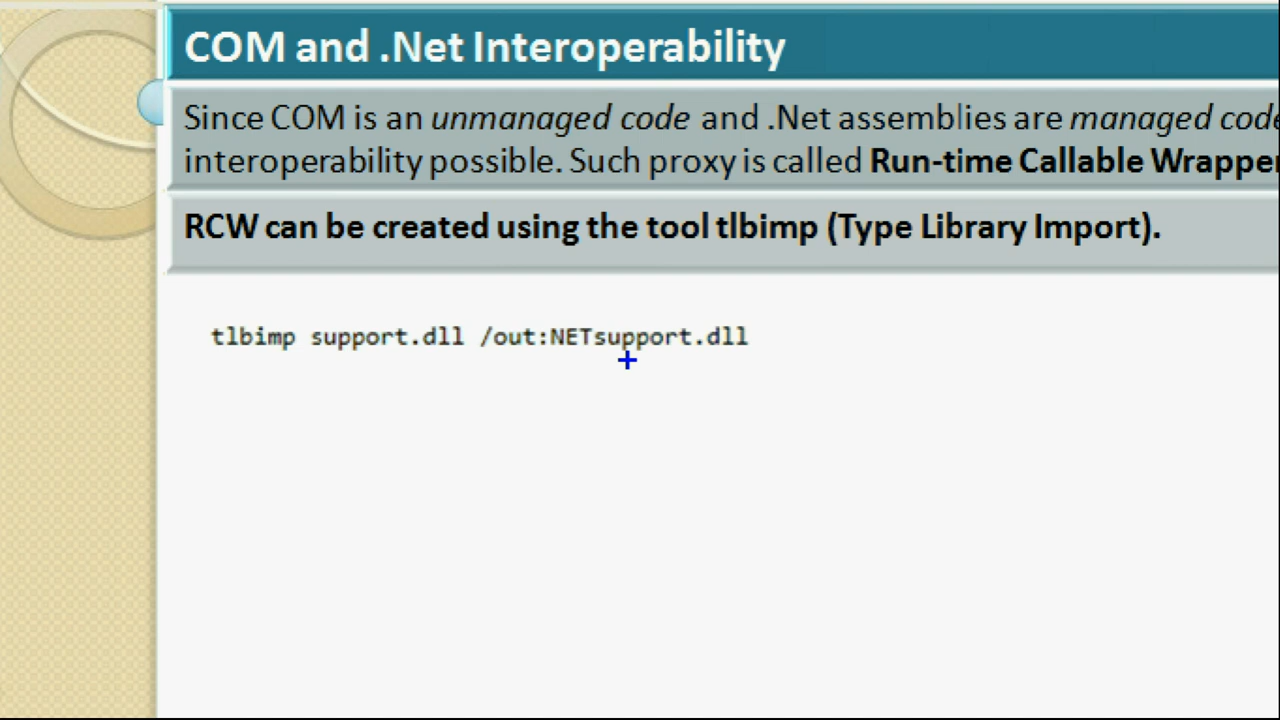 COM and .Net Interoperability
Since COM is an unmanaged code and .Net assemblies are managed code
interoperability possible. Such proxy is called Run-time Callable Wrapper
RCW can be created using the tool tlbimp (Type Library Import).
tlbimp support.dll /out:NETsupport.dll